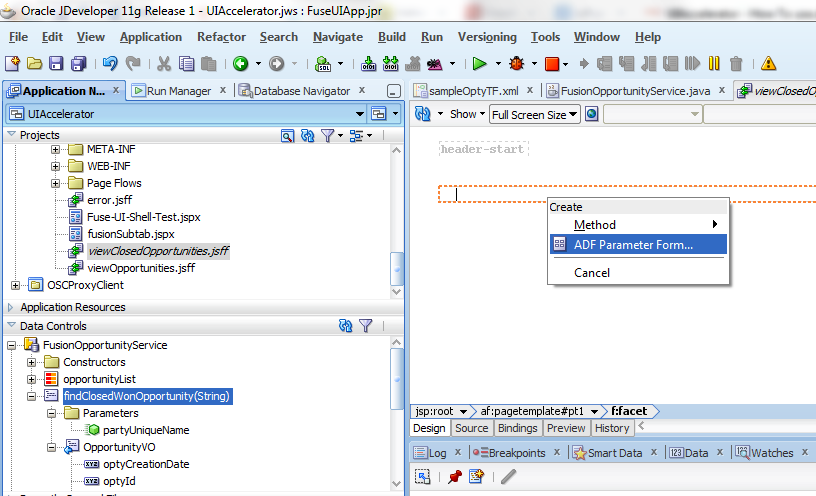 Oracle JDeveloper 11g Release 1 - UIAccelerator.jws : FuseUIApp.jpr
File Edit View Application Refactor Search Navigate Build Run Versioning Tools Window Help
Application N... Run Manager Database Navigator
sampleOptyTF.xml FusionOpportunityService.java viewClosedO
UIAccelerator
Show Full Screen Size
Projects
META-INF
WEB-INF
Page Flows
error.jsff
Fuse-UI-Shell-Test.jspx
fusionSubtab.jspx
viewClosedOpportunities.jsff
viewOpportunities.jsff
OSCProxyClient
Application Resources
Data Controls
FusionOpportunityService
Constructors
opportunityList
findClosedWonOpportunity(String)
Parameters
partyUniqueName
OpportunityVO
optyCreationDate
optyId
header-start
Create
Method
ADF Parameter Form...
Cancel
jsp:root af:pagetemplate#pt1 f:facet
Design Source Bindings Preview History
Log Breakpoints Smart Data Data Watches